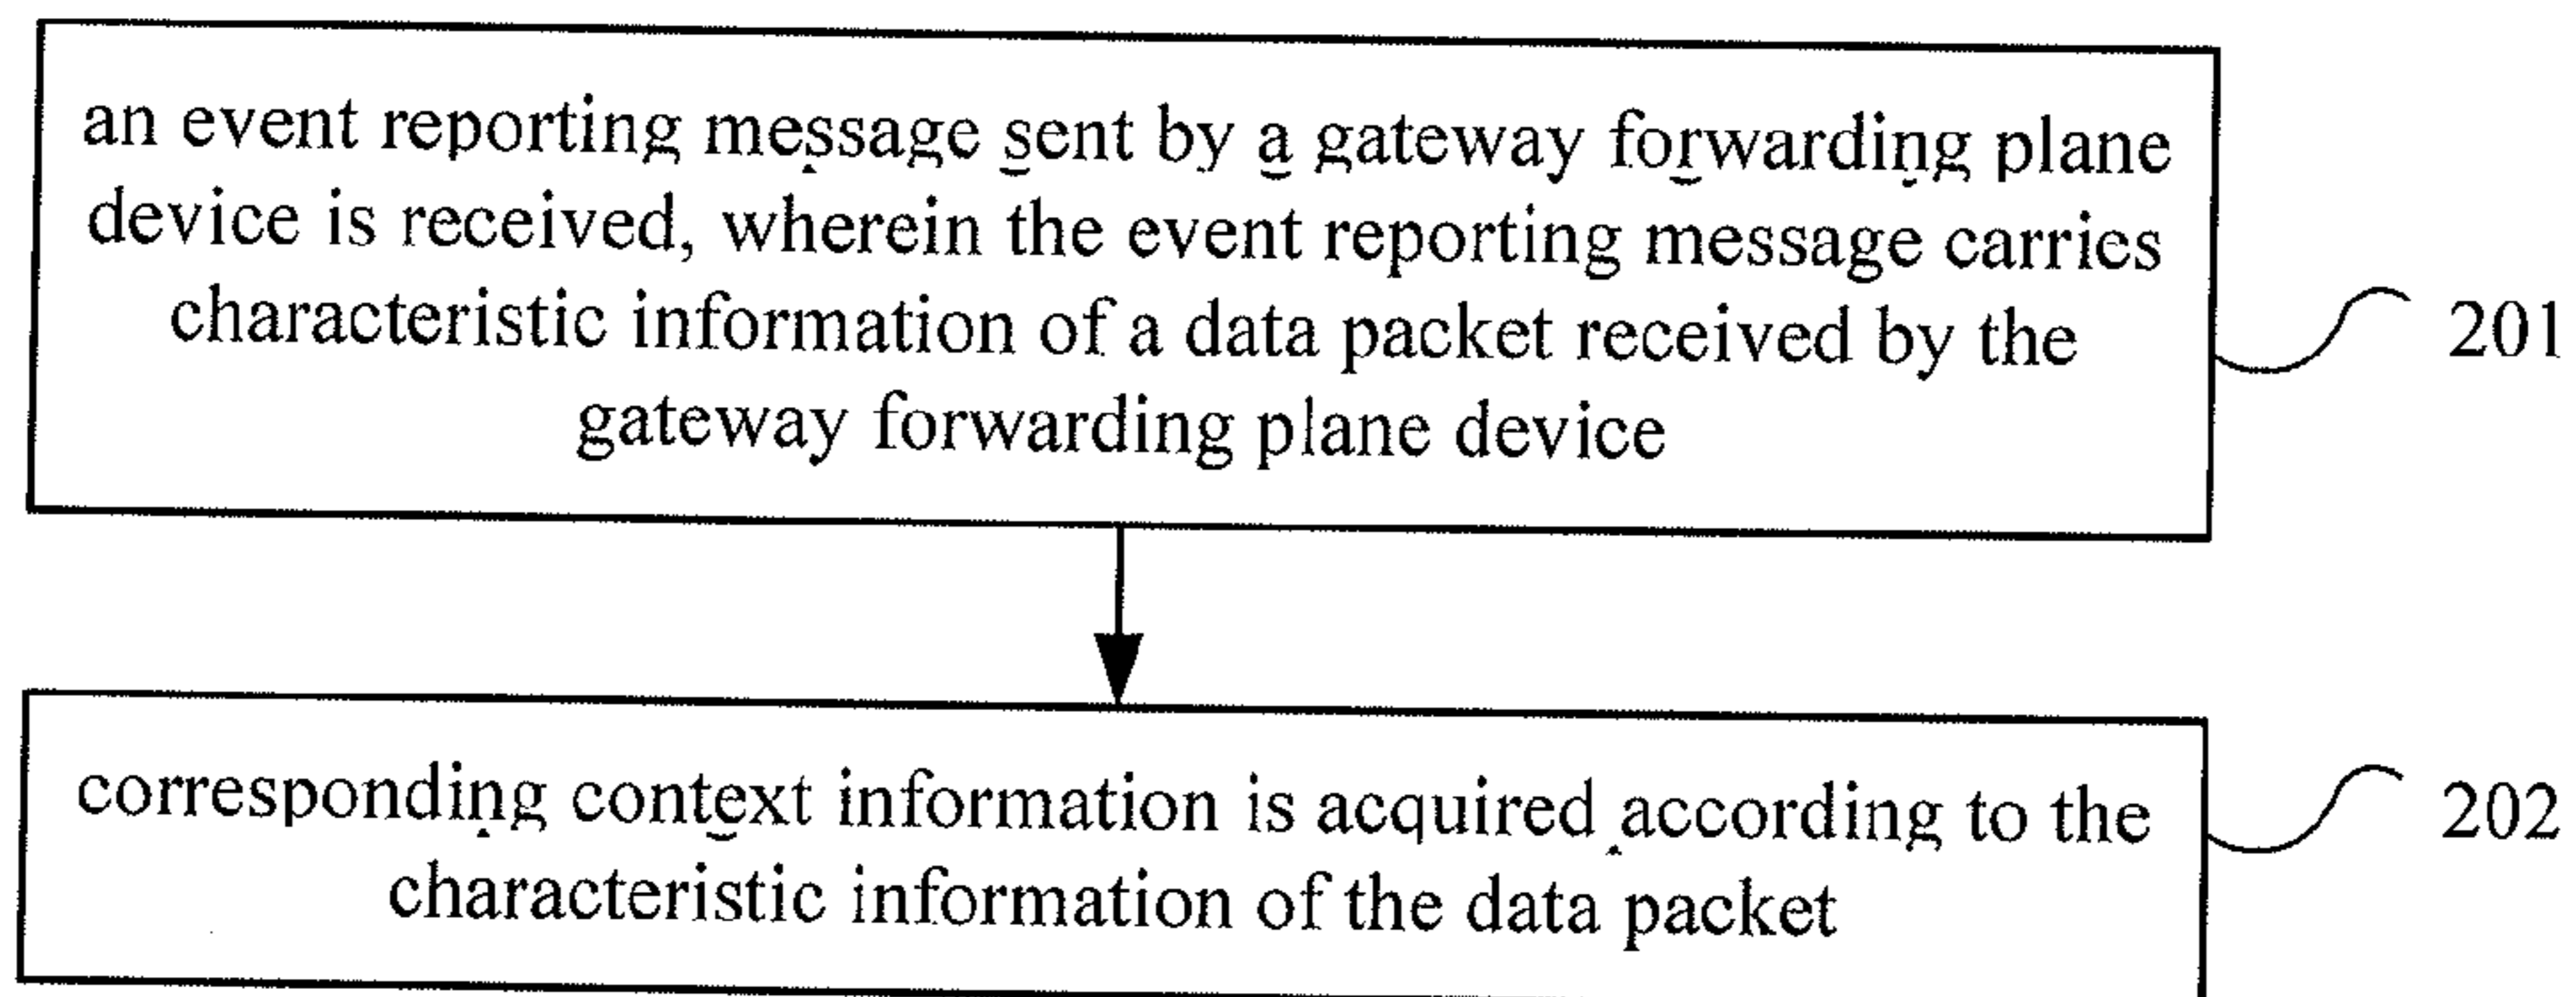 an event reporting message sent by a gateway forwarding plane
device is received, wherein the event reporting message carries
characteristic information of a data packet received by the
gateway forwarding plane device
201
corresponding context information is acquired according to the
characteristic information of the data packet
202